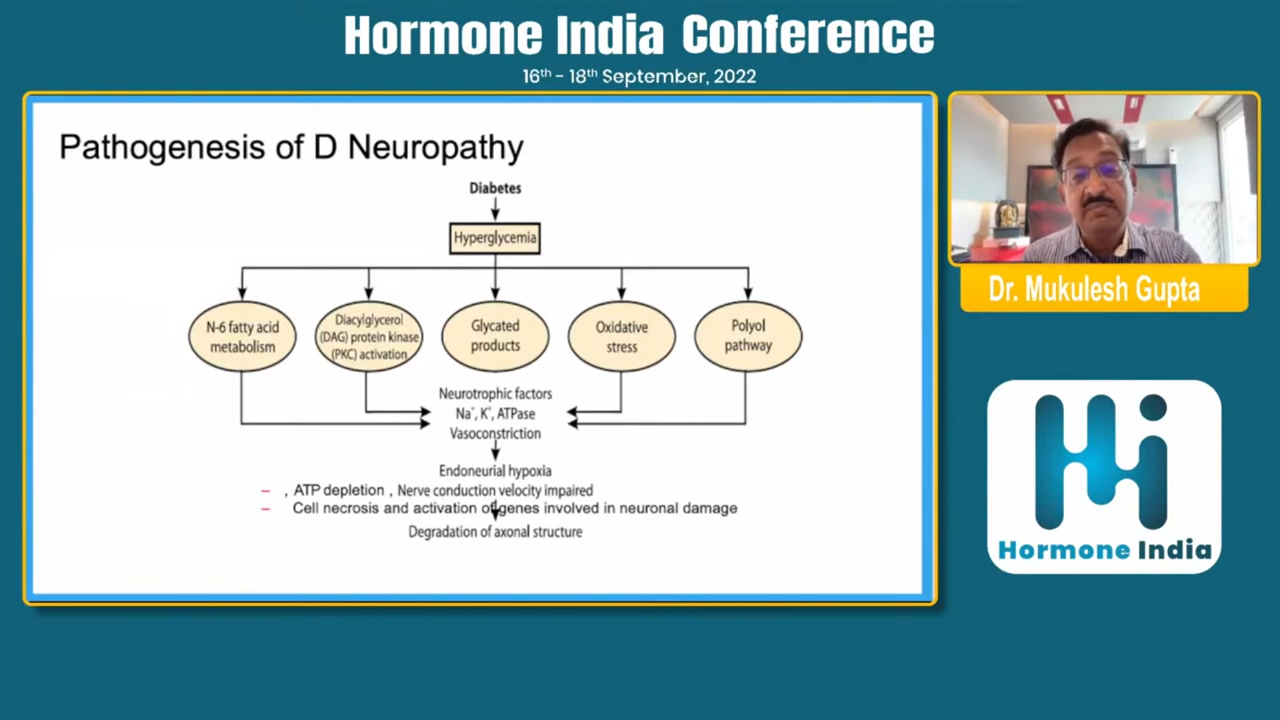 Hormone India Conference
16th - 18th September, 2022
Pathogenesis of D Neuropathy
Diabetes
Hyperglycemia
N-6 fatty acid
metabolism
Diacylglycerol
(DAG) protein kinase
(PKC) activation
Glycated
products
Oxidative
stress
Polyol
pathway
Neurotrophic factors
Na+, K+, ATPase
Vasoconstriction
Endoneurial hypoxia
– , ATP depletion , Nerve conduction velocity impaired
– Cell necrosis and activation of genes involved in neuronal damage
Degradation of axonal structure
Dr. Mukulesh Gupta
Hi
Hormone India